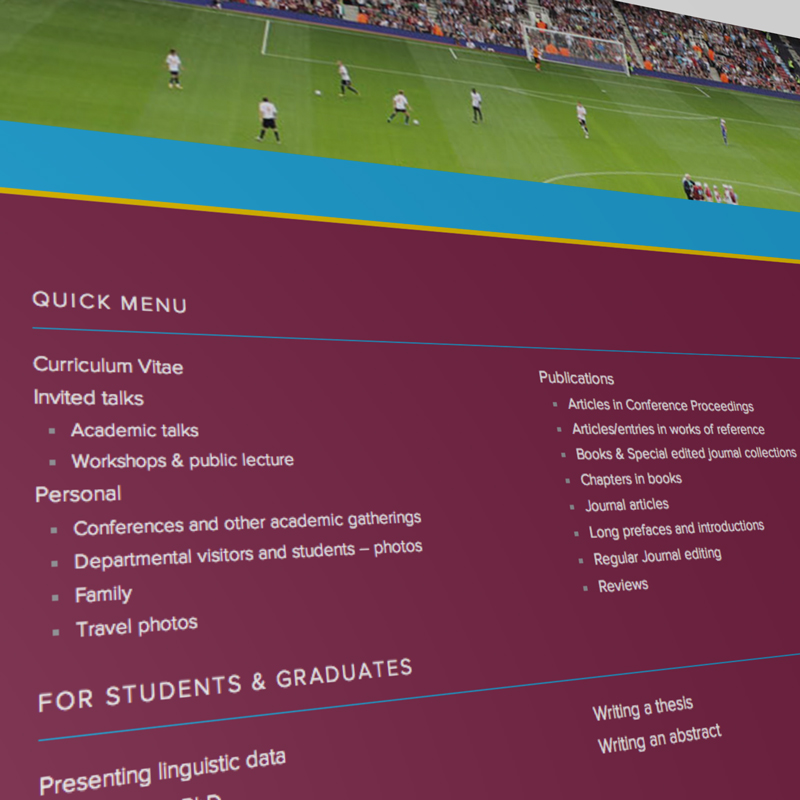 QUICK MENU
Curriculum Vitae
Invited talks
Academic talks
Workshops & public lecture
Personal
Conferences and other academic gatherings
Departmental visitors and students – photos
Family
Travel photos
Publications
Articles in Conference Proceedings
Articles/entries in works of reference
Books & Special edited journal collections
Chapters in books
Journal articles
Long prefaces and Introductions
Regular Journal editing
Reviews
FOR STUDENTS & GRADUATES
Presenting linguistic data
Writing a thesis
Writing an abstract